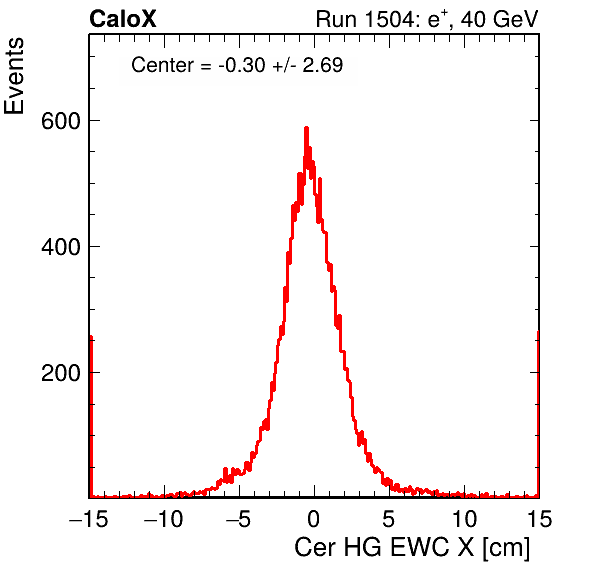 CaloX Run 1504: e⁺, 40 GeV
Center = -0.30 +/- 2.69
Events
600
400
200
−15 −10 −5 0 5 10 15
Cer HG EWC X [cm]